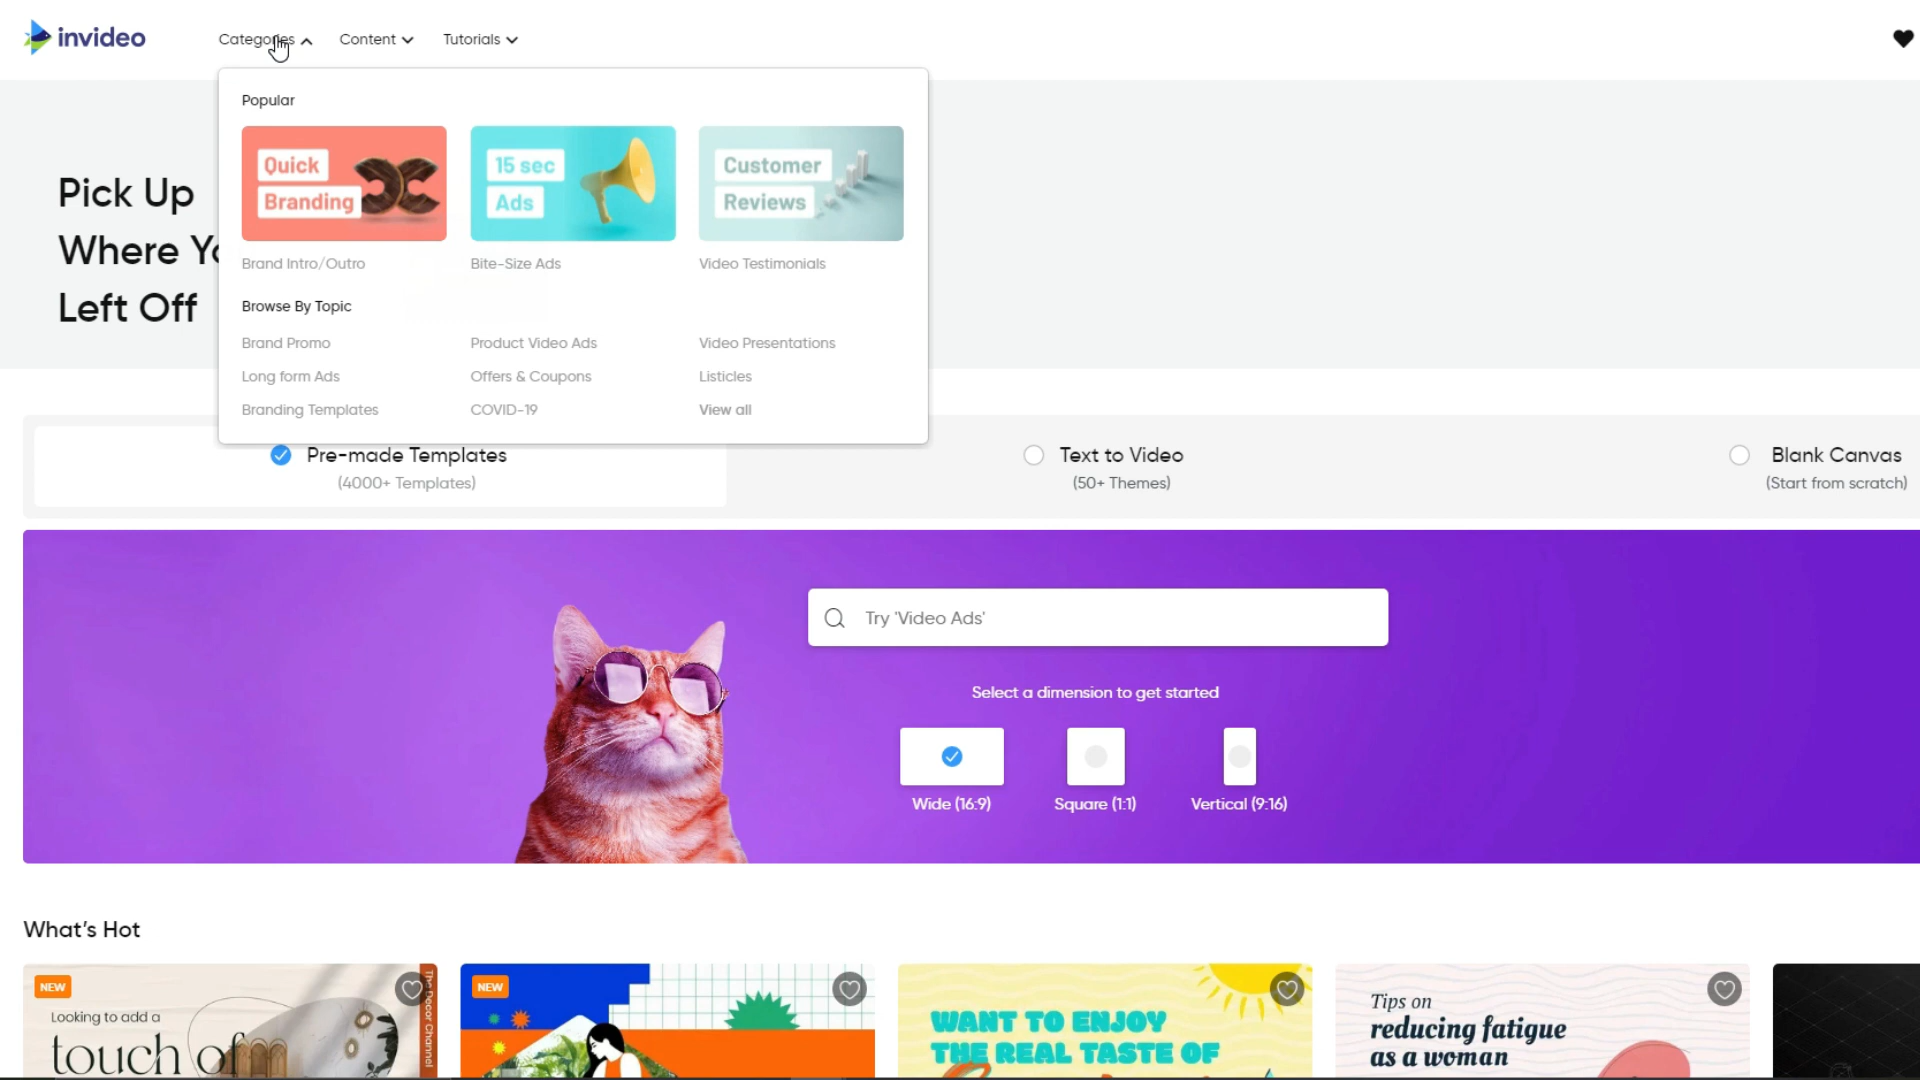 invideo
Categories
Content
Tutorials
Popular
Quick
Branding
15 sec
Ads
Customer
Reviews
Brand Intro/Outro
Bite-Size Ads
Video Testimonials
Browse By Topic
Brand Promo
Product Video Ads
Video Presentations
Long form Ads
Offers & Coupons
Listicles
Branding Templates
COVID-19
View all
Pick Up
Where Yo
Left Off
Pre-made Templates
(4000+ Templates)
Text to Video
(50+ Themes)
Blank Canvas
(Start from scratch)
Try 'Video Ads'
Select a dimension to get started
Wide (16:9)
Square (1:1)
Vertical (9:16)
What's Hot
NEW
Looking to add a
touch of
The Decor Channel
NEW
WANT TO ENJOY
THE REAL TASTE OF
Tips on
reducing fatigue
as a woman